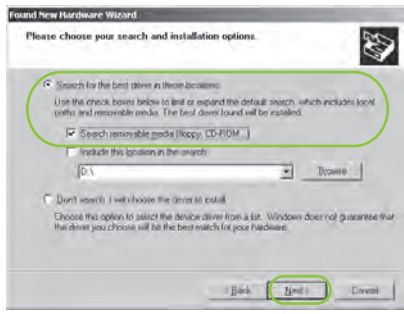 Found New Hardware Wizard
Please choose your search and installation options.
Search for the best driver in these locations.
Use the check boxes below to limit or expand the default search, which includes local
paths and removable media. The best driver found will be installed.
Search removable media (floppy, CD-ROM...)
Include this location in the search:
D:\
Browse
Don't search. I will choose the driver to install.
Choose this option to select the device driver from a list. Windows does not guarantee that
the driver you choose will be the best match for your hardware.
< Back
Next >
Cancel